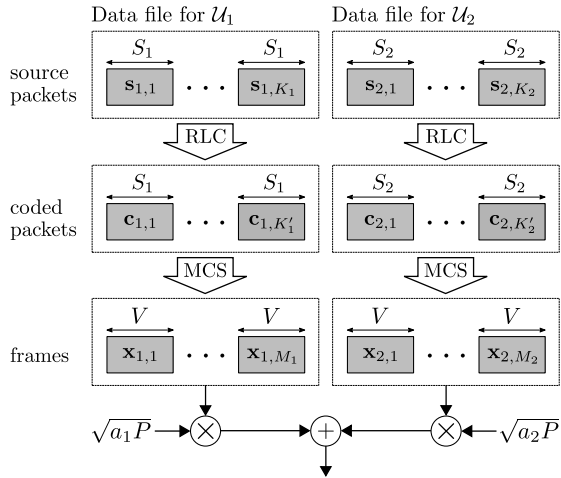 Data file for 𝒰₁ Data file for 𝒰₂
S₁ S₁ S₂ S₂
source
packets
s₁,₁ · · · s₁,K₁ s₂,₁ · · · s₂,K₂
RLC RLC
S₁ S₁ S₂ S₂
coded
packets
c₁,₁ · · · c₁,K′₁ c₂,₁ · · · c₂,K′₂
MCS MCS
V V V V
frames
x₁,₁ · · · x₁,M₁ x₂,₁ · · · x₂,M₂
√a₁P × + × √a₂P